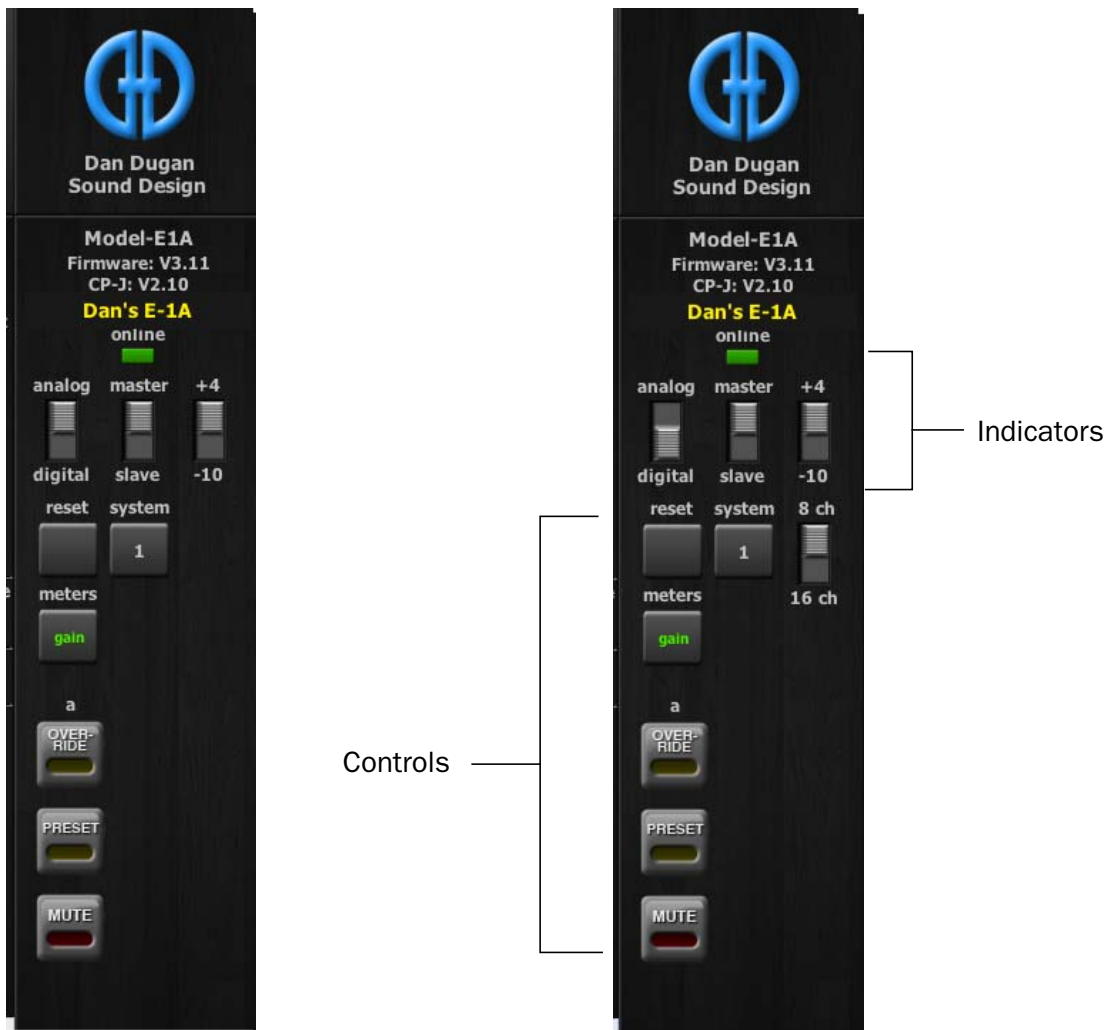 Dan Dugan
Sound Design
Model-E1A
Firmware: V3.11
CP-J: V2.10
Dan's E-1A
online
analog master +4
digital slave -10
reset system
1
meters
gain
a
OVER-
RIDE
PRESET
MUTE
Dan Dugan
Sound Design
Model-E1A
Firmware: V3.11
CP-J: V2.10
Dan's E-1A
online
analog master +4
digital slave -10
reset system 8 ch
1
meters 16 ch
gain
a
OVER-
RIDE
PRESET
MUTE
Indicators
Controls